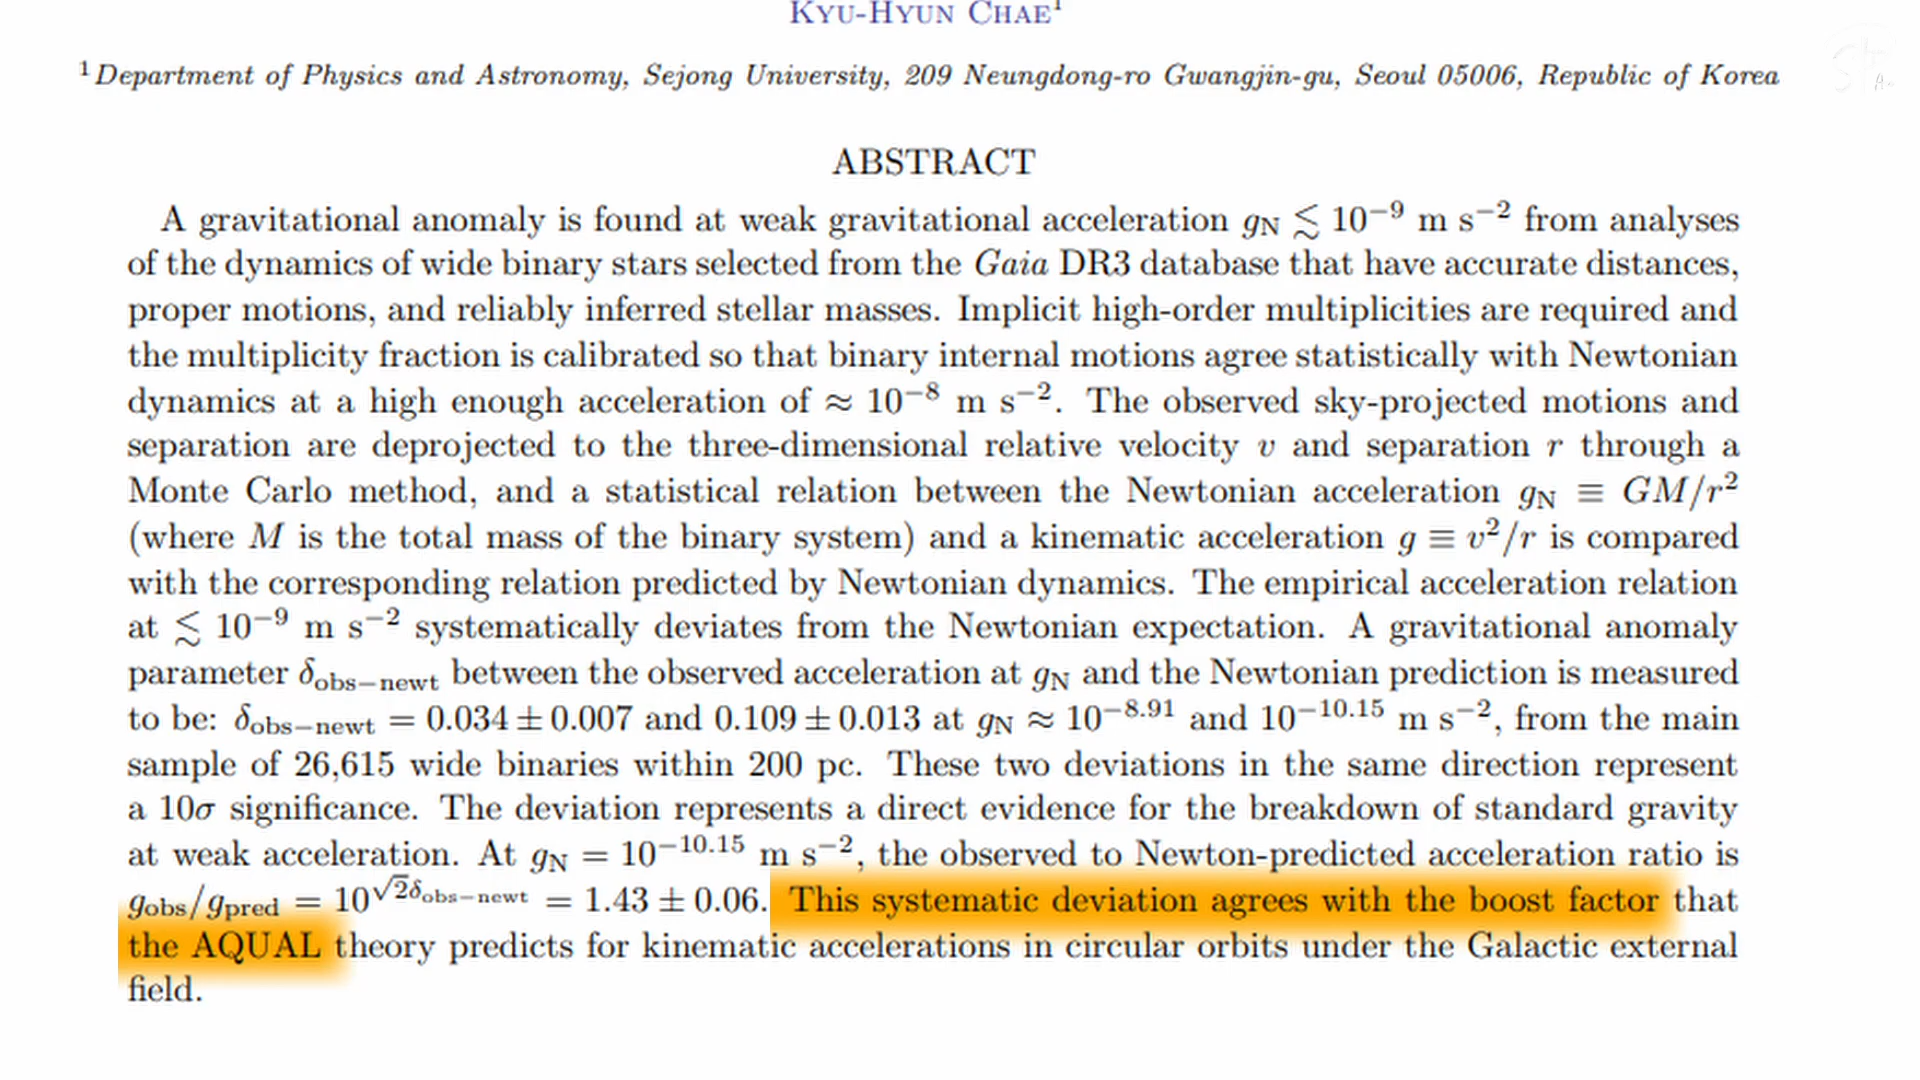 KYU-HYUN CHAE¹
¹ Department of Physics and Astronomy, Sejong University, 209 Neungdong-ro Gwangjin-gu, Seoul 05006, Republic of Korea
ABSTRACT
A gravitational anomaly is found at weak gravitational acceleration g_N ≲ 10⁻⁹ m s⁻² from analyses
of the dynamics of wide binary stars selected from the Gaia DR3 database that have accurate distances,
proper motions, and reliably inferred stellar masses. Implicit high-order multiplicities are required and
the multiplicity fraction is calibrated so that binary internal motions agree statistically with Newtonian
dynamics at a high enough acceleration of ≈ 10⁻⁸ m s⁻². The observed sky-projected motions and
separation are deprojected to the three-dimensional relative velocity v and separation r through a
Monte Carlo method, and a statistical relation between the Newtonian acceleration g_N ≡ GM/r²
(where M is the total mass of the binary system) and a kinematic acceleration g ≡ v²/r is compared
with the corresponding relation predicted by Newtonian dynamics. The empirical acceleration relation
at ≲ 10⁻⁹ m s⁻² systematically deviates from the Newtonian expectation. A gravitational anomaly
parameter δ_obs−newt between the observed acceleration at g_N and the Newtonian prediction is measured
to be: δ_obs−newt = 0.034 ± 0.007 and 0.109 ± 0.013 at g_N ≈ 10^−8.91 and 10^−10.15 m s⁻², from the main
sample of 26,615 wide binaries within 200 pc. These two deviations in the same direction represent
a 10σ significance. The deviation represents a direct evidence for the breakdown of standard gravity
at weak acceleration. At g_N = 10^−10.15 m s⁻², the observed to Newton-predicted acceleration ratio is
g_obs/g_pred = 10^√2δ_obs−newt = 1.43 ± 0.06. This systematic deviation agrees with the boost factor that
the AQUAL theory predicts for kinematic accelerations in circular orbits under the Galactic external
field.